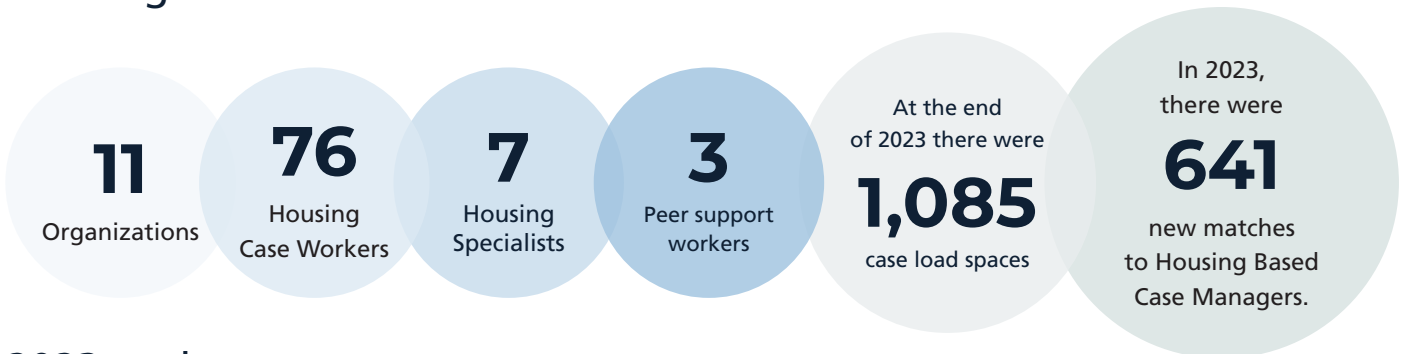 11
Organizations
76
Housing
Case Workers
7
Housing
Specialists
3
Peer support
workers
At the end
of 2023 there were
1,085
case load spaces
In 2023,
there were
641
new matches
to Housing Based
Case Managers.